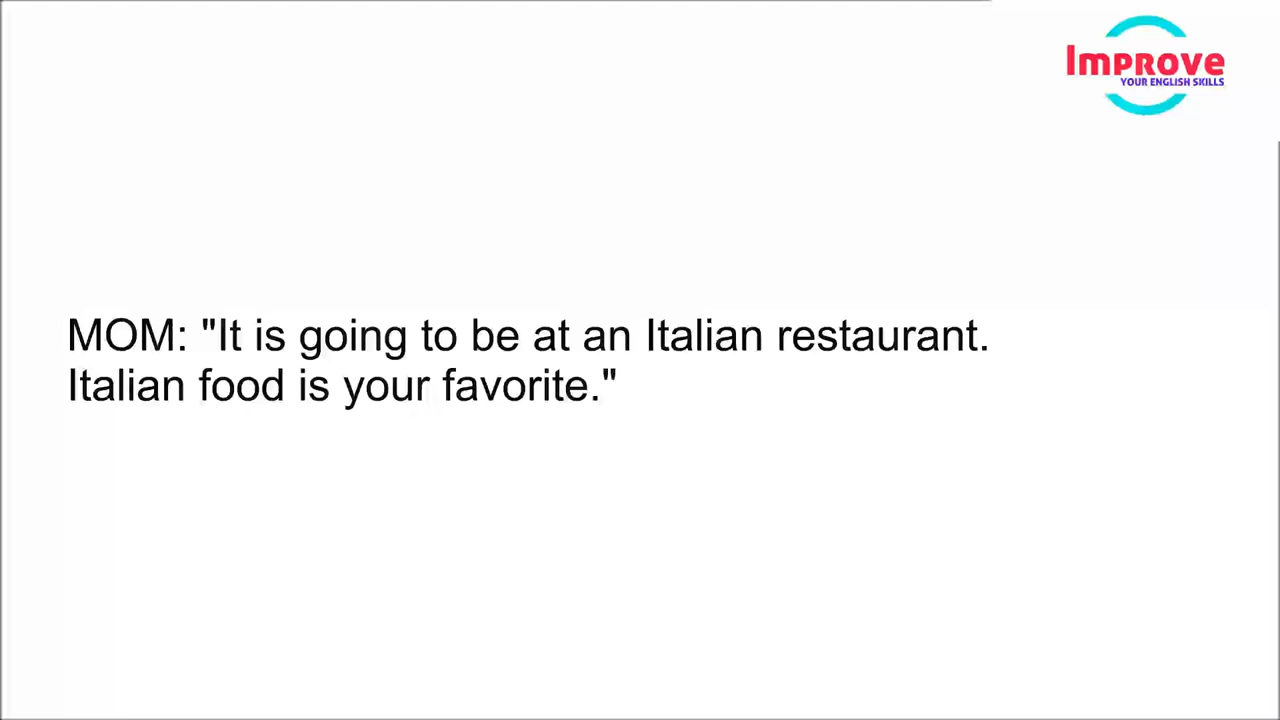 Improve
YOUR ENGLISH SKILLS
MOM: "It is going to be at an Italian restaurant.
Italian food is your favorite."